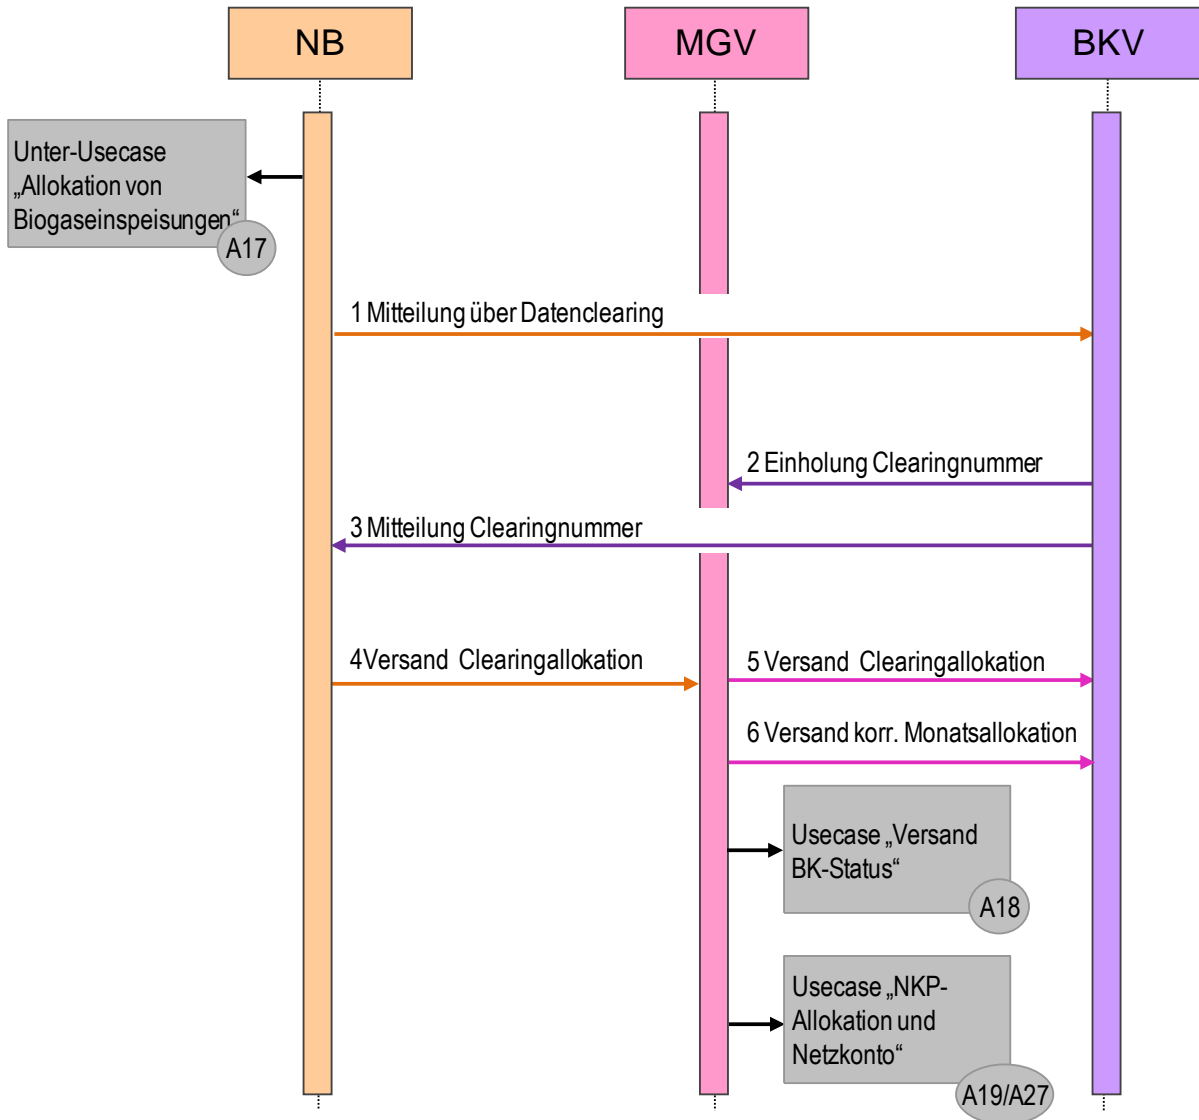 NB
MGV
BKV
Unter-Usecase
„Allokation von
Biogaseinspeisungen“
A17
1 Mitteilung über Datenclearing
2 Einholung Clearingnummer
3 Mitteilung Clearingnummer
4 Versand Clearingallokation
5 Versand Clearingallokation
6 Versand korr. Monatsallokation
Usecase „Versand
BK-Status“
A18
Usecase „NKP-
Allokation und
Netzkonto“
A19/A27